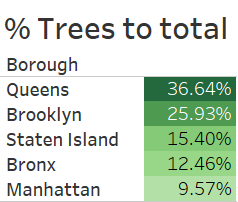 % Trees to total
Borough
Queens 36.64%
Brooklyn 25.93%
Staten Island 15.40%
Bronx 12.46%
Manhattan 9.57%